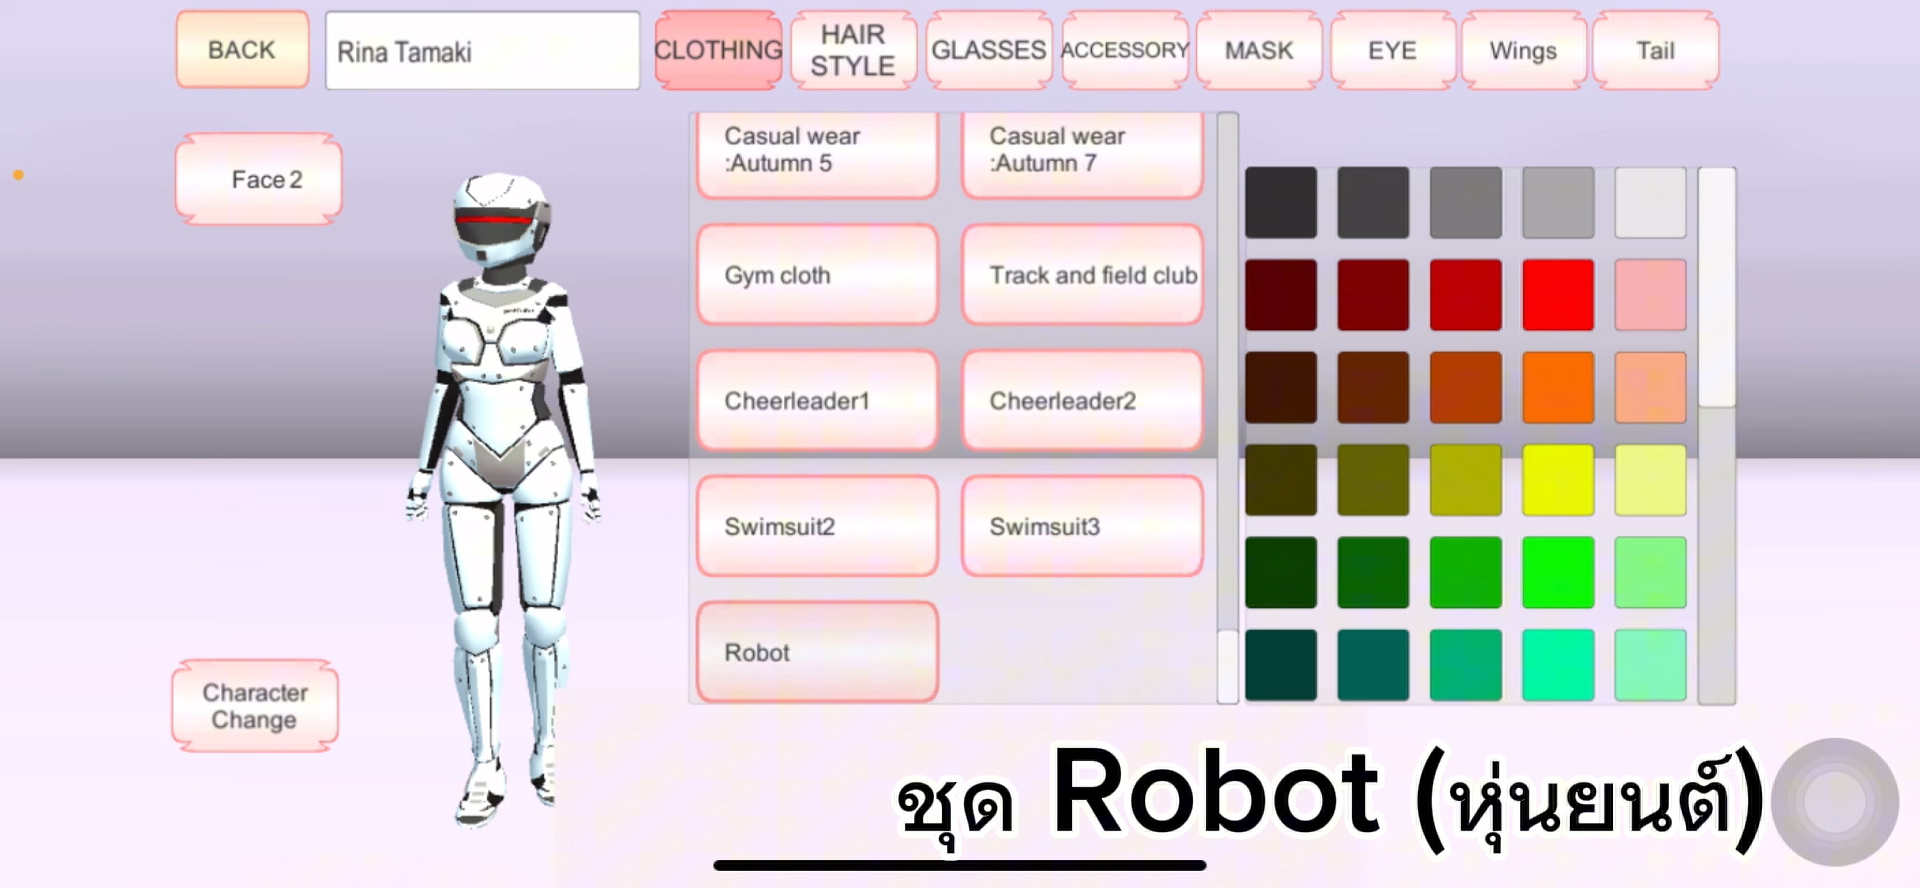 BACK
Rina Tamaki
CLOTHING
HAIR
STYLE
GLASSES
ACCESSORY
MASK
EYE
Wings
Tail
Face 2
Casual wear
:Autumn 5
Casual wear
:Autumn 7
Gym cloth
Track and field club
Cheerleader1
Cheerleader2
Swimsuit2
Swimsuit3
Robot
Character
Change
ชุด Robot (หุ่นยนต์)